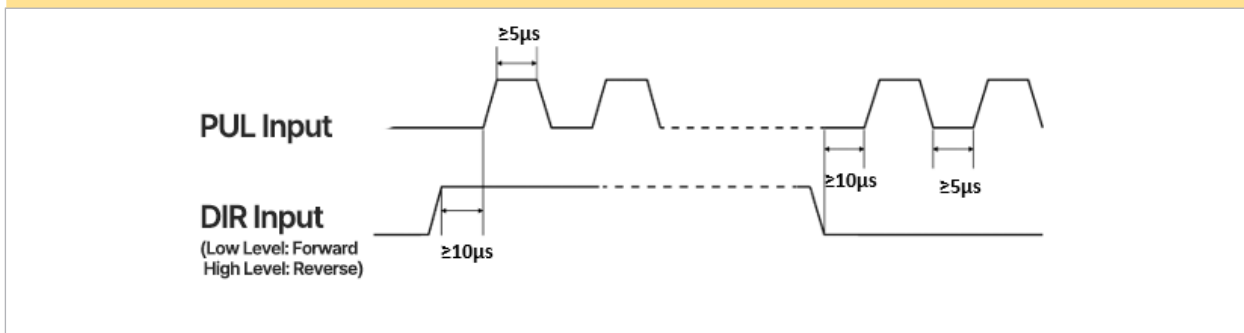 ≥5μs
PUL Input
≥10μs
≥5μs
DIR Input
(Low Level: Forward
High Level: Reverse)
≥10μs